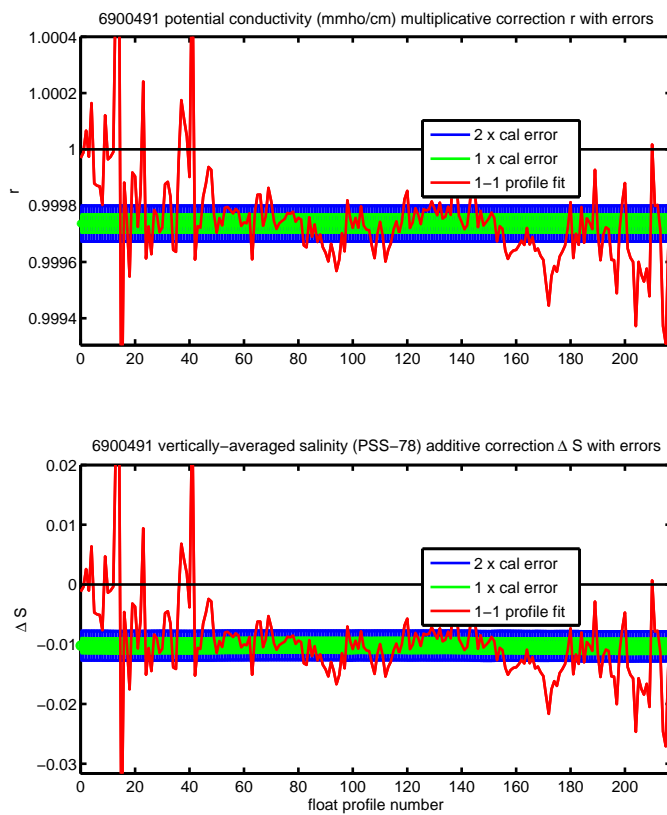 6900491 potential conductivity (mmho/cm) multiplicative correction r with errors
1.0004
1.0002
1
0.9998
0.9996
0.9994
r
2 x cal error
1 x cal error
1−1 profile fit
0 20 40 60 80 100 120 140 160 180 200
6900491 vertically−averaged salinity (PSS−78) additive correction Δ S with errors
0.02
0.01
0
−0.01
−0.02
−0.03
Δ S
2 x cal error
1 x cal error
1−1 profile fit
0 20 40 60 80 100 120 140 160 180 200
float profile number